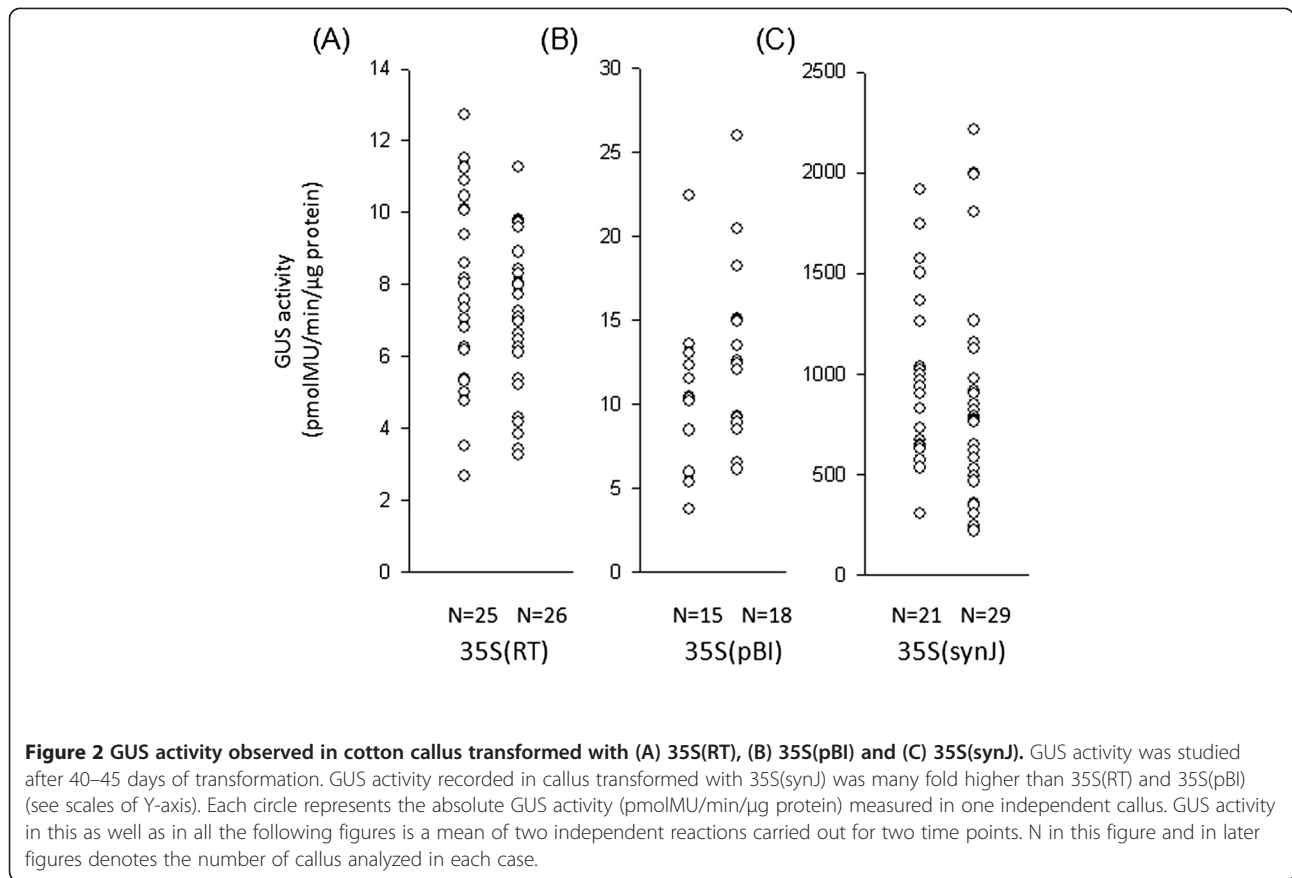 (A) (B) (C)
14
12
10
8
6
4
2
0
GUS activity
(pmolMU/min/µg protein)
30
25
20
15
10
5
0
2500
2000
1500
1000
500
0
N=25 N=26
35S(RT)
N=15 N=18
35S(pBI)
N=21 N=29
35S(synJ)
Figure 2 GUS activity observed in cotton callus transformed with (A) 35S(RT), (B) 35S(pBI) and (C) 35S(synJ). GUS activity was studied
after 40–45 days of transformation. GUS activity recorded in callus transformed with 35S(synJ) was many fold higher than 35S(RT) and 35S(pBI)
(see scales of Y-axis). Each circle represents the absolute GUS activity (pmolMU/min/µg protein) measured in one independent callus. GUS activity
in this as well as in all the following figures is a mean of two independent reactions carried out for two time points. N in this figure and in later
figures denotes the number of callus analyzed in each case.